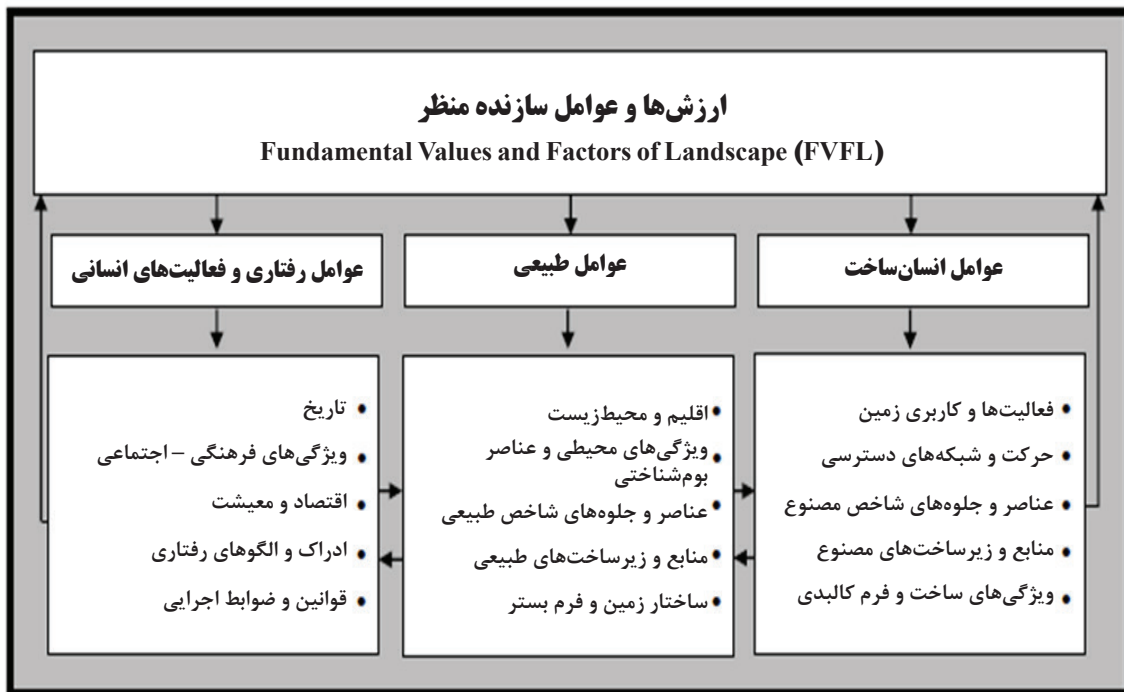 ارزش‌ها و عوامل سازنده منظر
Fundamental Values and Factors of Landscape (FVFL)
عوامل انسان‌ساخت
عوامل طبیعی
عوامل رفتاری و فعالیت‌های انسانی
• فعالیت‌ها و کاربری زمین
• حرکت و شبکه‌های دسترسی
• عناصر و جلوه‌های شاخص مصنوع
• منابع و زیرساخت‌های مصنوع
• ویژگی‌های ساخت و فرم کالبدی
• اقلیم و محیط‌زیست
• ویژگی‌های محیطی و عناصر
بوم‌شناختی
• عناصر و جلوه‌های شاخص طبیعی
• منابع و زیرساخت‌های طبیعی
• ساختار زمین و فرم بستر
• تاریخ
• ویژگی‌های فرهنگی – اجتماعی
• اقتصاد و معیشت
• ادراک و الگوهای رفتاری
• قوانین و ضوابط اجرایی